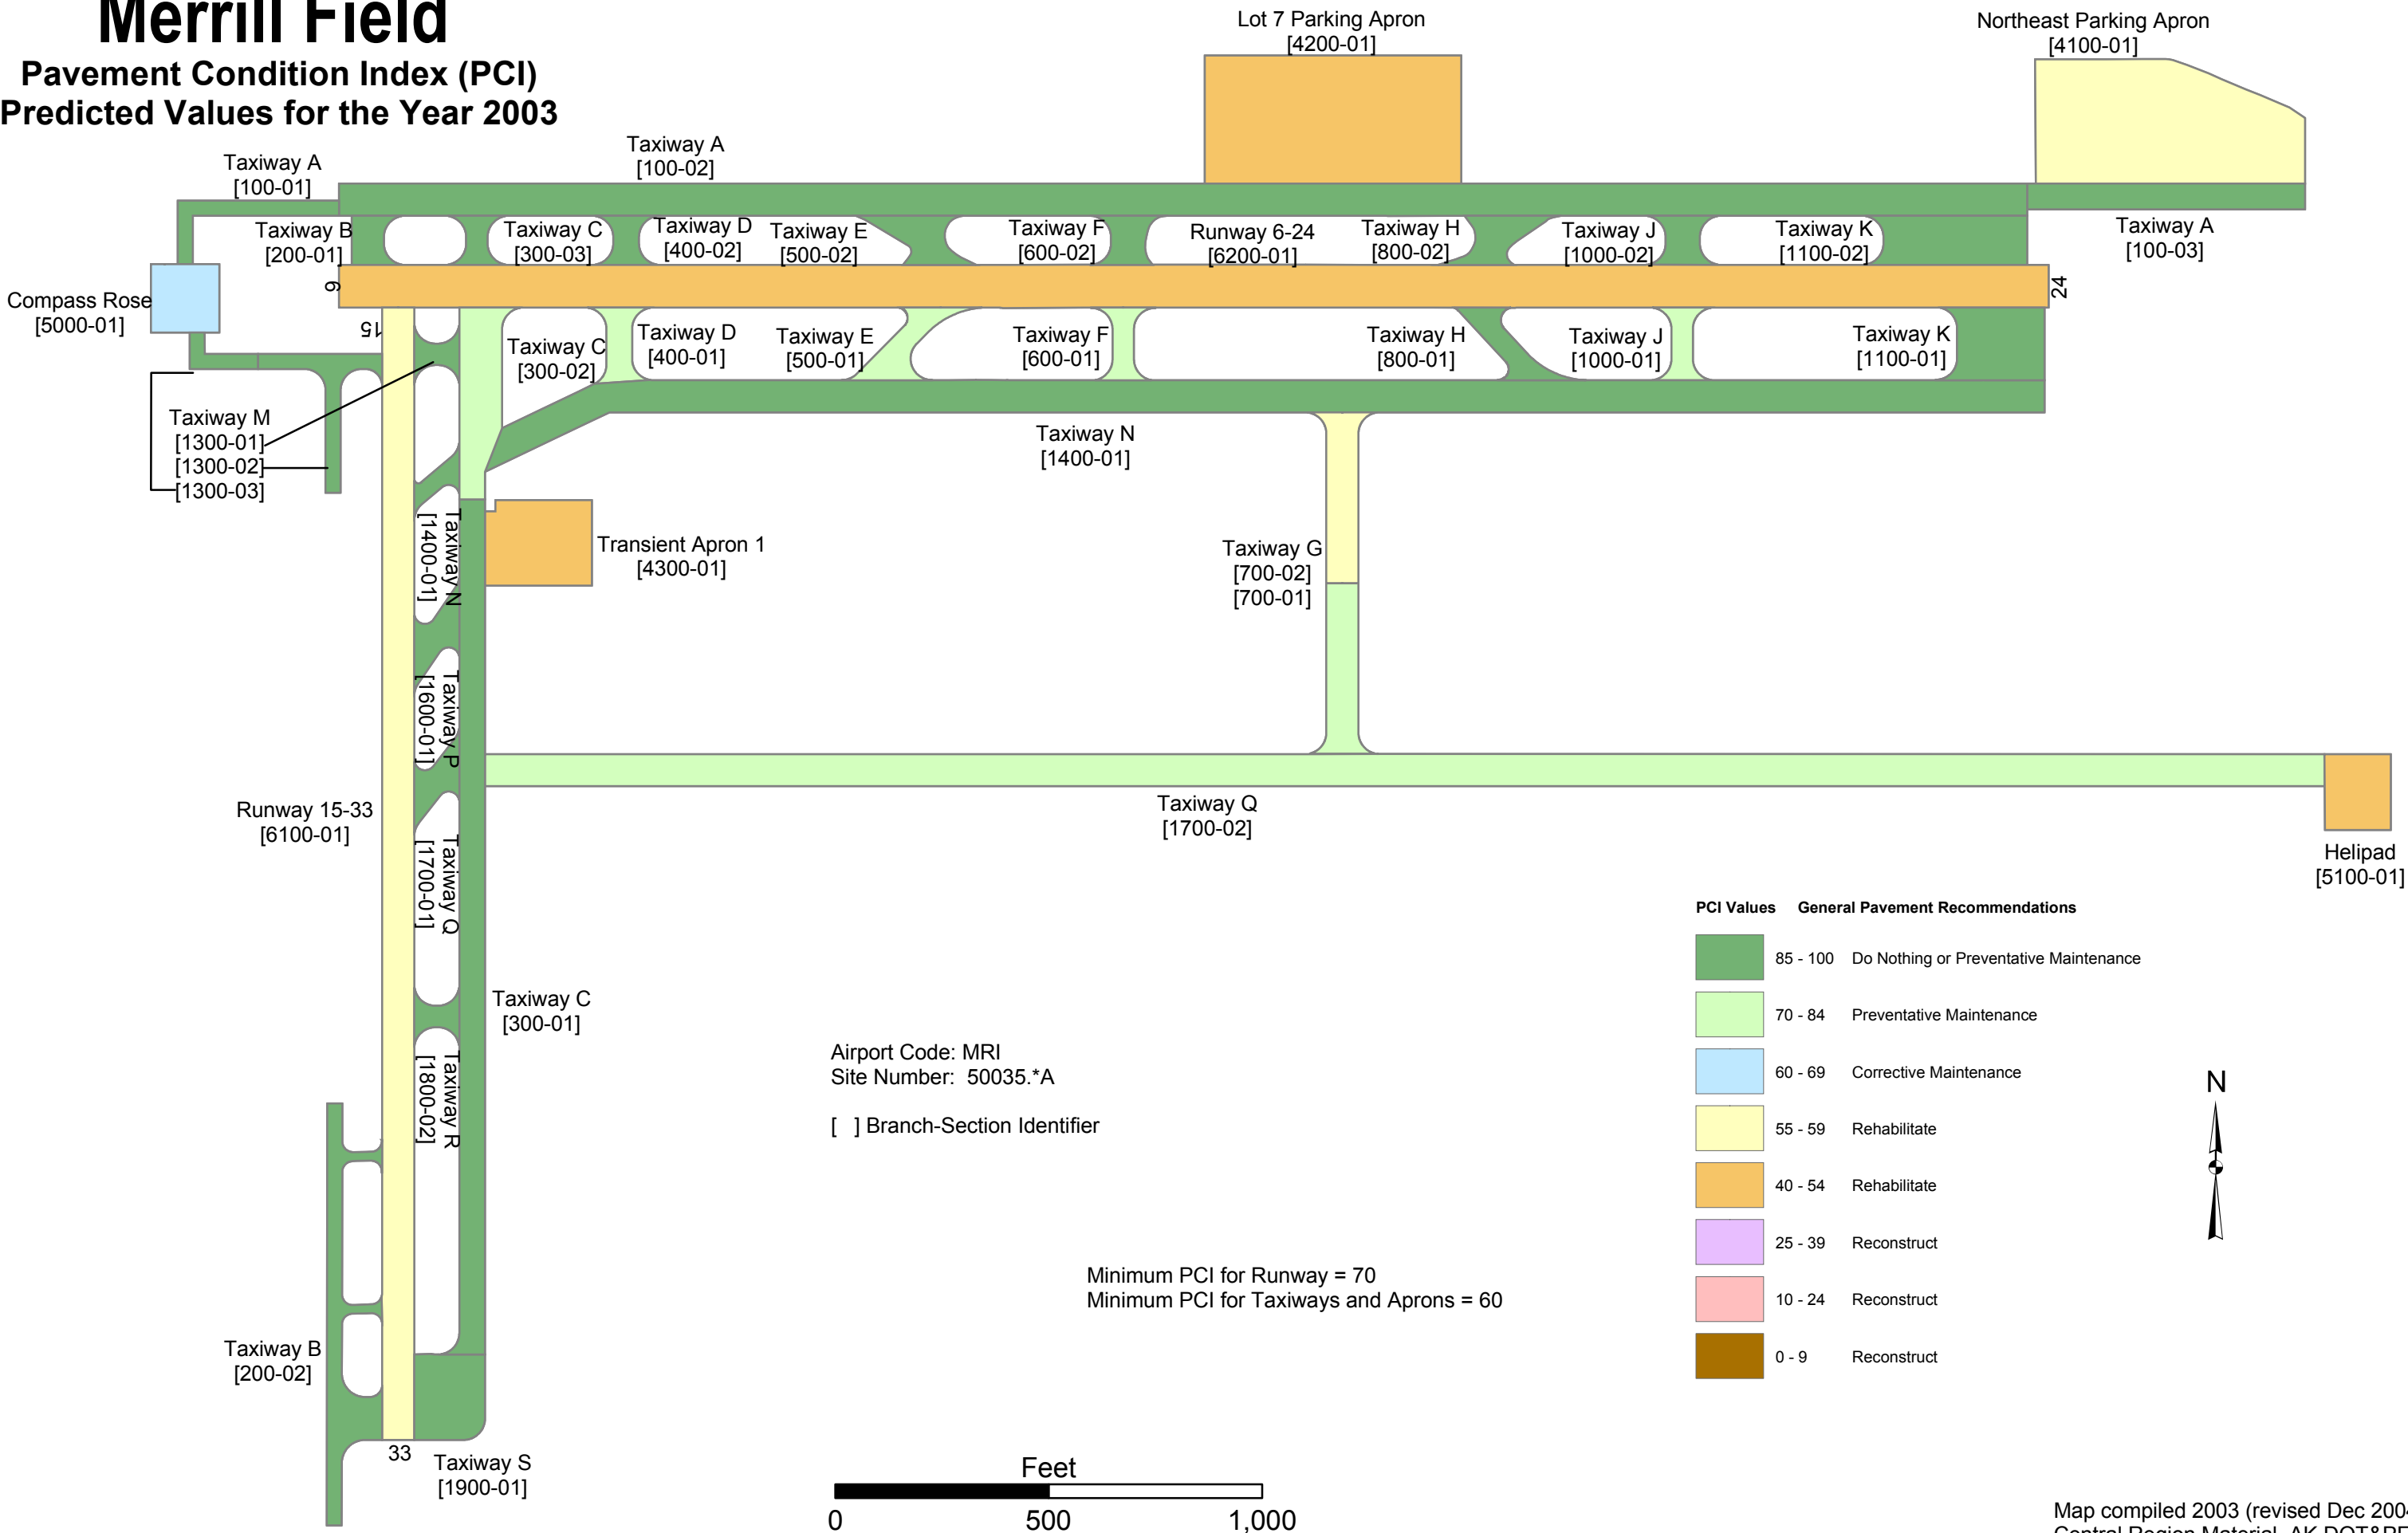 Merrill Field
Pavement Condition Index (PCI)
Predicted Values for the Year 2003
Lot 7 Parking Apron
[4200-01]
Northeast Parking Apron
[4100-01]
Taxiway A
[100-01]
Taxiway A
[100-02]
Taxiway A
[100-03]
Taxiway B
[200-01]
Taxiway C
[300-03]
Taxiway D
[400-02]
Taxiway E
[500-02]
Taxiway F
[600-02]
Runway 6-24
[6200-01]
Taxiway H
[800-02]
Taxiway J
[1000-02]
Taxiway K
[1100-02]
Compass Rose
[5000-01]
6
24
15
Taxiway C
[300-02]
Taxiway D
[400-01]
Taxiway E
[500-01]
Taxiway F
[600-01]
Taxiway H
[800-01]
Taxiway J
[1000-01]
Taxiway K
[1100-01]
Taxiway M
[1300-01]
[1300-02]
[1300-03]
Taxiway N
[1400-01]
Taxiway N
[1400-01]
Transient Apron 1
[4300-01]
Taxiway G
[700-02]
[700-01]
Taxiway P
[1600-01]
Runway 15-33
[6100-01]
Taxiway Q
[1700-02]
Taxiway Q
[1700-01]
Helipad
[5100-01]
Taxiway C
[300-01]
Taxiway R
[1800-02]
Taxiway B
[200-02]
33
Taxiway S
[1900-01]
Airport Code: MRI
Site Number: 50035.*A
[ ] Branch-Section Identifier
Minimum PCI for Runway = 70
Minimum PCI for Taxiways and Aprons = 60
PCI Values General Pavement Recommendations
85 - 100 Do Nothing or Preventative Maintenance
70 - 84 Preventative Maintenance
60 - 69 Corrective Maintenance
55 - 59 Rehabilitate
40 - 54 Rehabilitate
25 - 39 Reconstruct
10 - 24 Reconstruct
0 - 9 Reconstruct
N
Feet
0 500 1,000
Map compiled 2003 (revised Dec
Central Region Material, AK